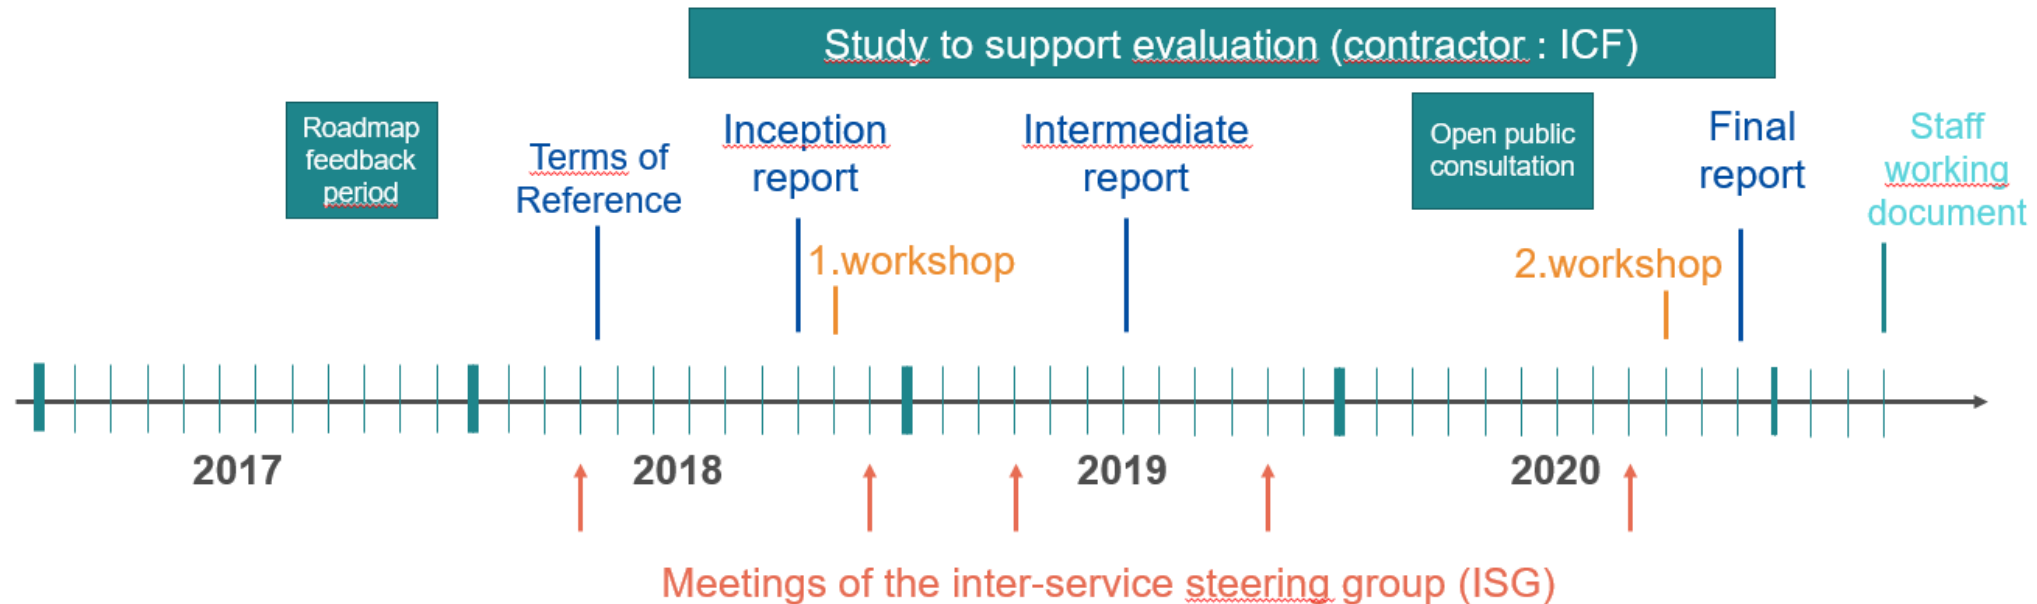 Study to support evaluation (contractor : ICF)
Roadmap
feedback
period
Terms of
Reference
Inception
report
Intermediate
report
Open public
consultation
Final
report
Staff
working
document
1.workshop
2.workshop
2017
2018
2019
2020
Meetings of the inter-service steering group (ISG)